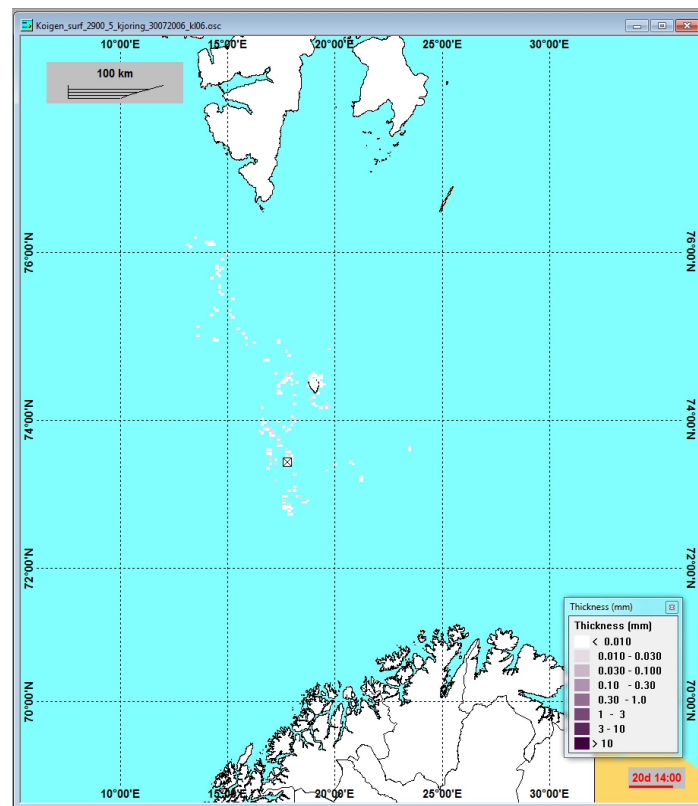 Koigen_surf_2900_5_kjoring_30072006_kl06.osc
10°00'E 15°00'E 20°00'E 25°00'E 30°00'E
100 km
76°00'N 76°00'N
74°00'N 74°00'N
72°00'N 72°00'N
Thickness (mm)
Thickness (mm)
< 0.010
0.010 - 0.030
0.030 - 0.100
0.10 - 0.30
0.30 - 1.0
1 - 3
3 - 10
> 10
70°00'N 70°00'N
20d 14:00
10°00'E 15°00'E 20°00'E 25°00'E 30°00'E